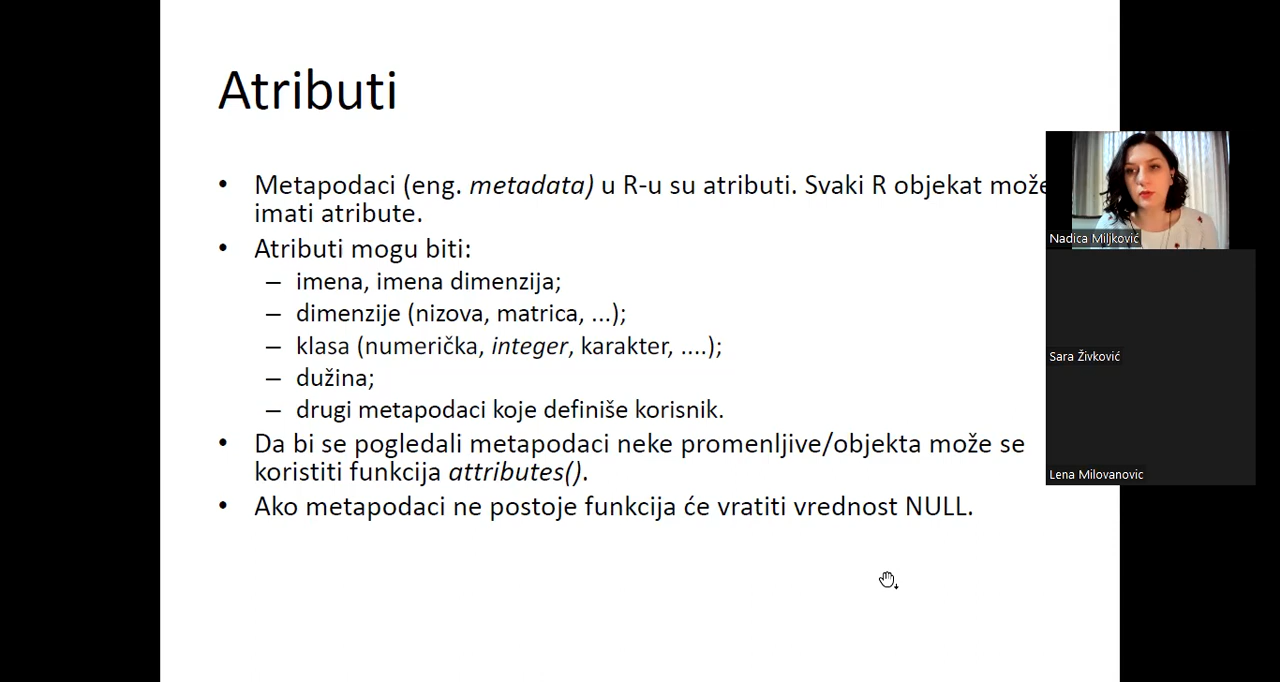 Atributi
• Metapodaci (eng. metadata) u R-u su atributi. Svaki R objekat može
imati atribute.
• Atributi mogu biti:
– imena, imena dimenzija;
– dimenzije (nizova, matrica, ...);
– klasa (numerička, integer, karakter, ....);
– dužina;
– drugi metapodaci koje definiše korisnik.
• Da bi se pogledali metapodaci neke promenljive/objekta može se
koristiti funkcija attributes().
• Ako metapodaci ne postoje funkcija će vratiti vrednost NULL.
Nadica Miljković
Sara Živković
Lena Milovanovic